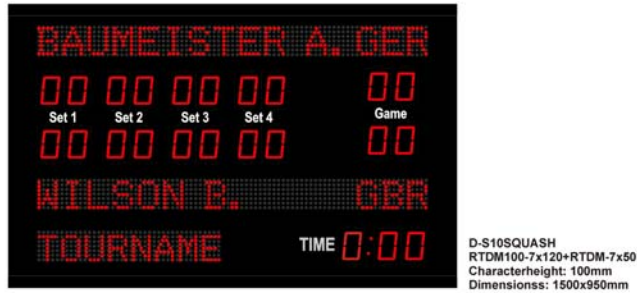 BAUMEISTER A. GER
00 00 00 00 00
Set 1 Set 2 Set 3 Set 4 Game
00 00 00 00 00
WILSON B. GBR
TOURNAME TIME 0:00
D-S10SQUASH
RTDM100-7x120+RTDM-7x50
Characterheight: 100mm
Dimensionss: 1500x950mm